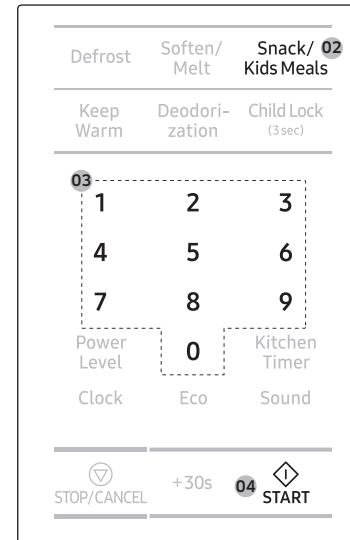 Defrost
Soften/
Melt
Snack/
Kids Meals
02
Keep
Warm
Deodori-
zation
Child Lock
(3 sec)
03
1 2 3
4 5 6
7 8 9
Power
Level
0
Kitchen
Timer
Clock Eco Sound
STOP/CANCEL
+30s
04
START